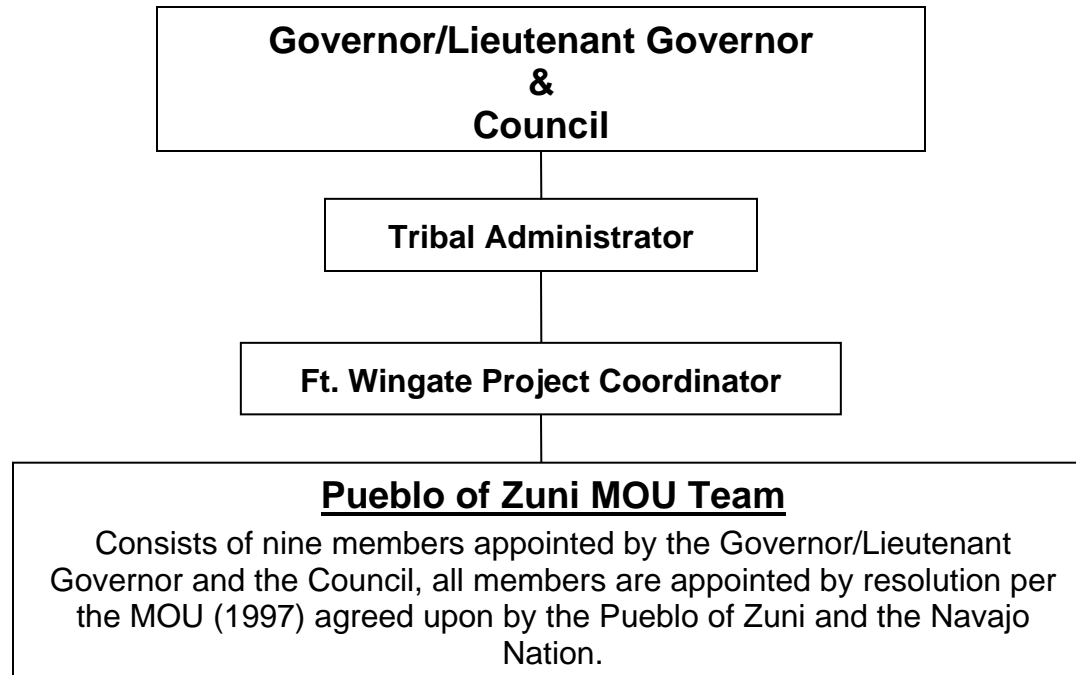 Governor/Lieutenant Governor
&
Council
Tribal Administrator
Ft. Wingate Project Coordinator
Pueblo of Zuni MOU Team
Consists of nine members appointed by the Governor/Lieutenant
Governor and the Council, all members are appointed by resolution per
the MOU (1997) agreed upon by the Pueblo of Zuni and the Navajo
Nation.